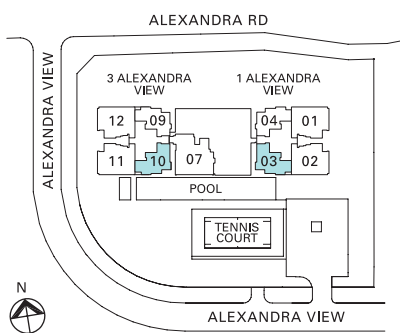 ALEXANDRA RD
ALEXANDRA VIEW
3 ALEXANDRA
VIEW
1 ALEXANDRA
VIEW
12 09 04 01
11 10 07 03 02
POOL
TENNIS
COURT
N
ALEXANDRA VIEW